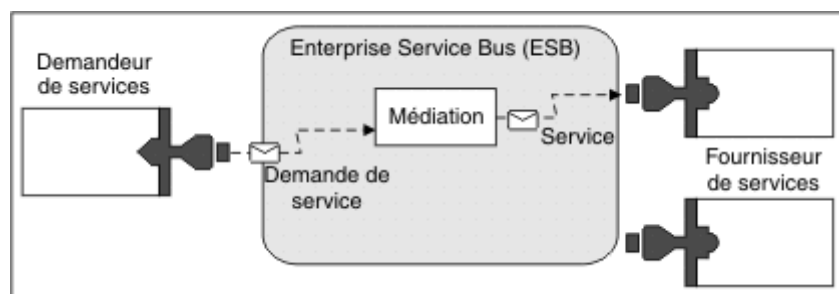 Enterprise Service Bus (ESB)
Demandeur
de services
Médiation
Service
Demande de
service
Fournisseur
de services